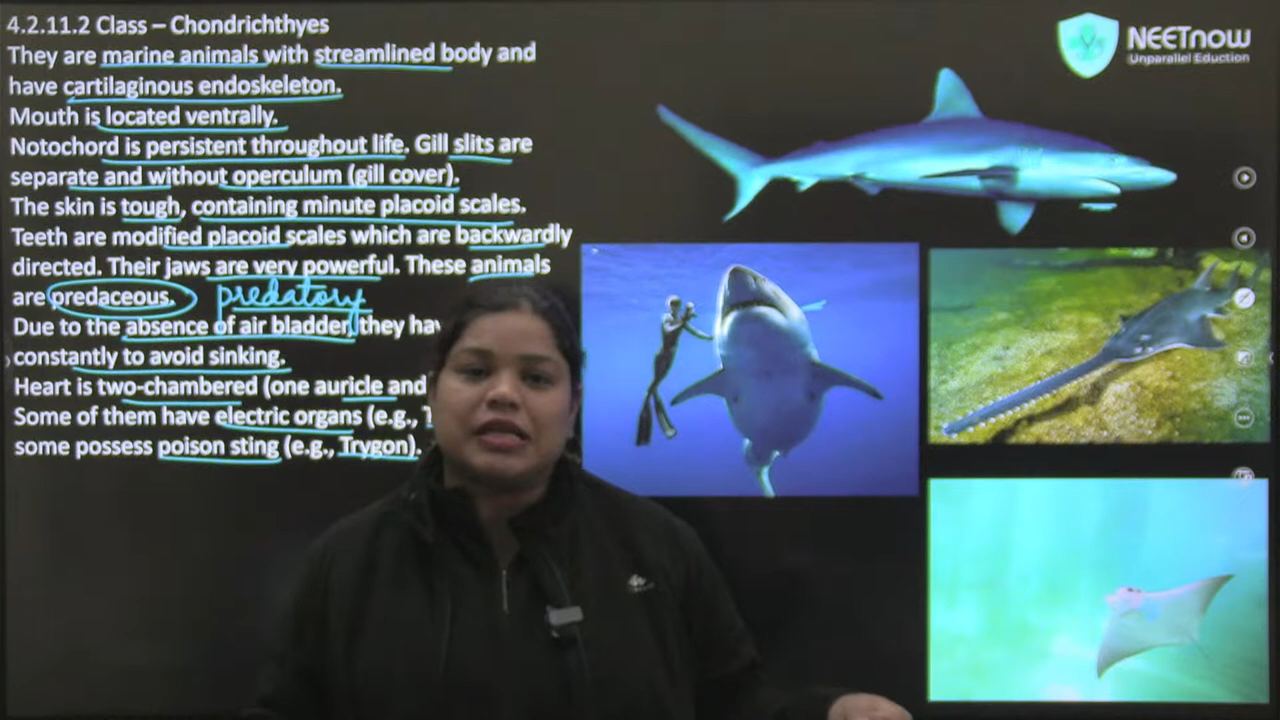 4.2.11.2 Class – Chondrichthyes
They are marine animals with streamlined body and
have cartilaginous endoskeleton.
Mouth is located ventrally.
Notochord is persistent throughout life. Gill slits are
separate and without operculum (gill cover).
The skin is tough, containing minute placoid scales.
Teeth are modified placoid scales which are backwardly
directed. Their jaws are very powerful. These animals
are predaceous. predatory
Due to the absence of air bladder, they
constantly to avoid sinking.
Heart is two-chambered (one auricle and
Some of them have electric organs (e.g.,
some possess poison sting (e.g., Trygon).
NEETnow
Unparallel Eduction